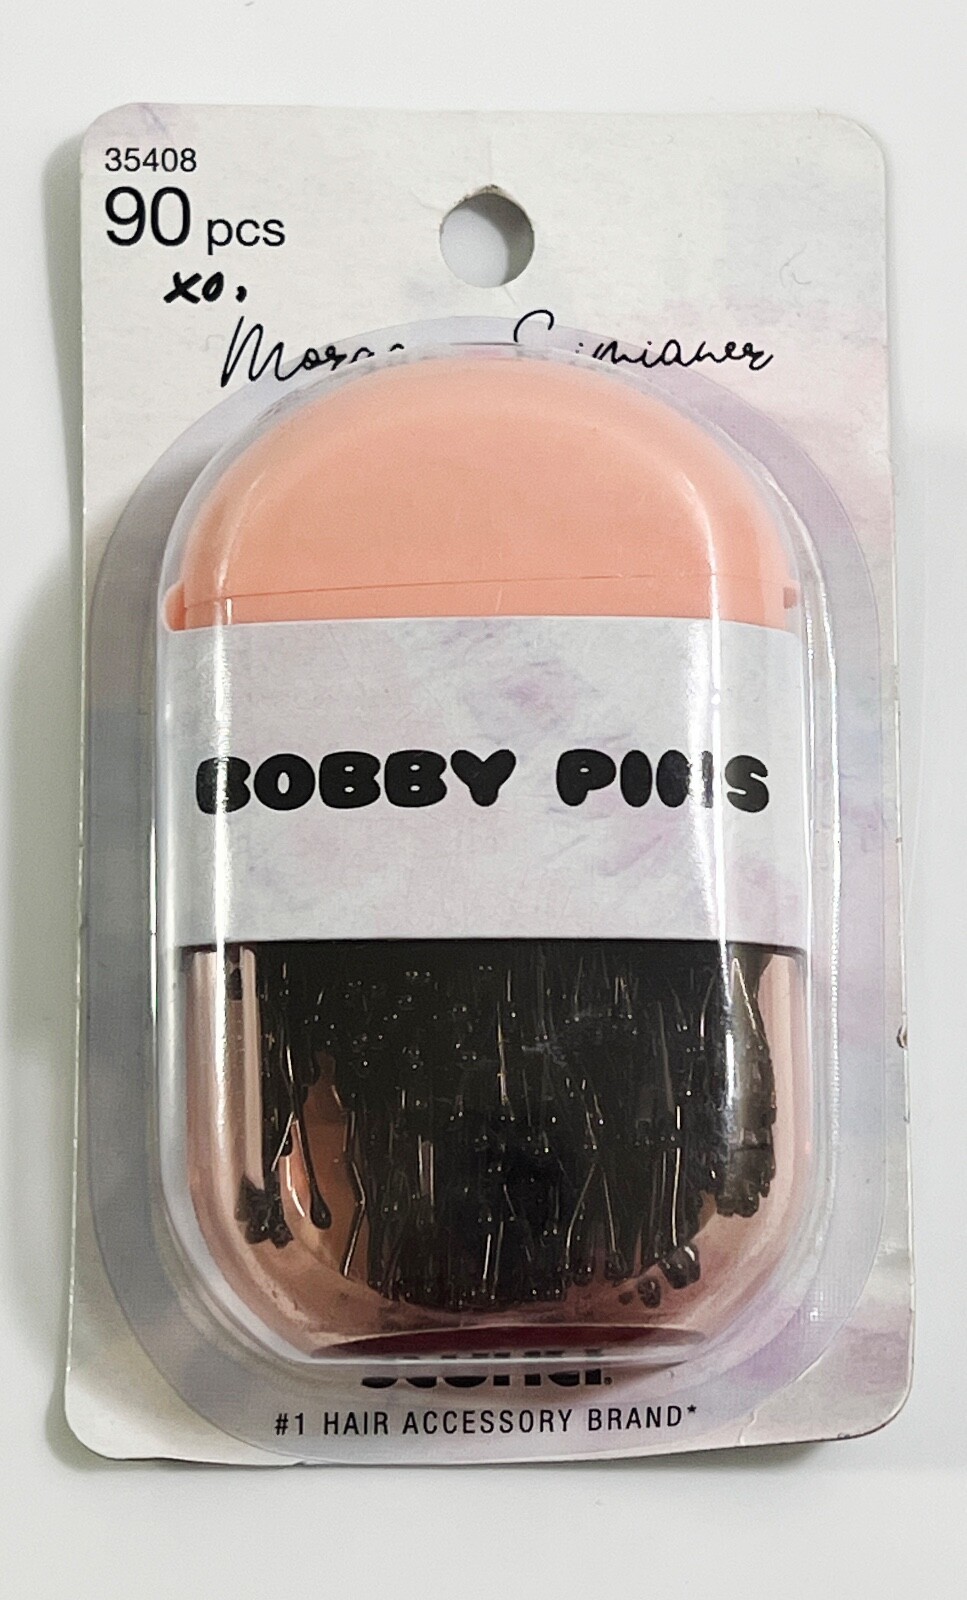 35408
90 pcs
xo,
BOBBY PINS
#1 HAIR ACCESSORY BRAND*